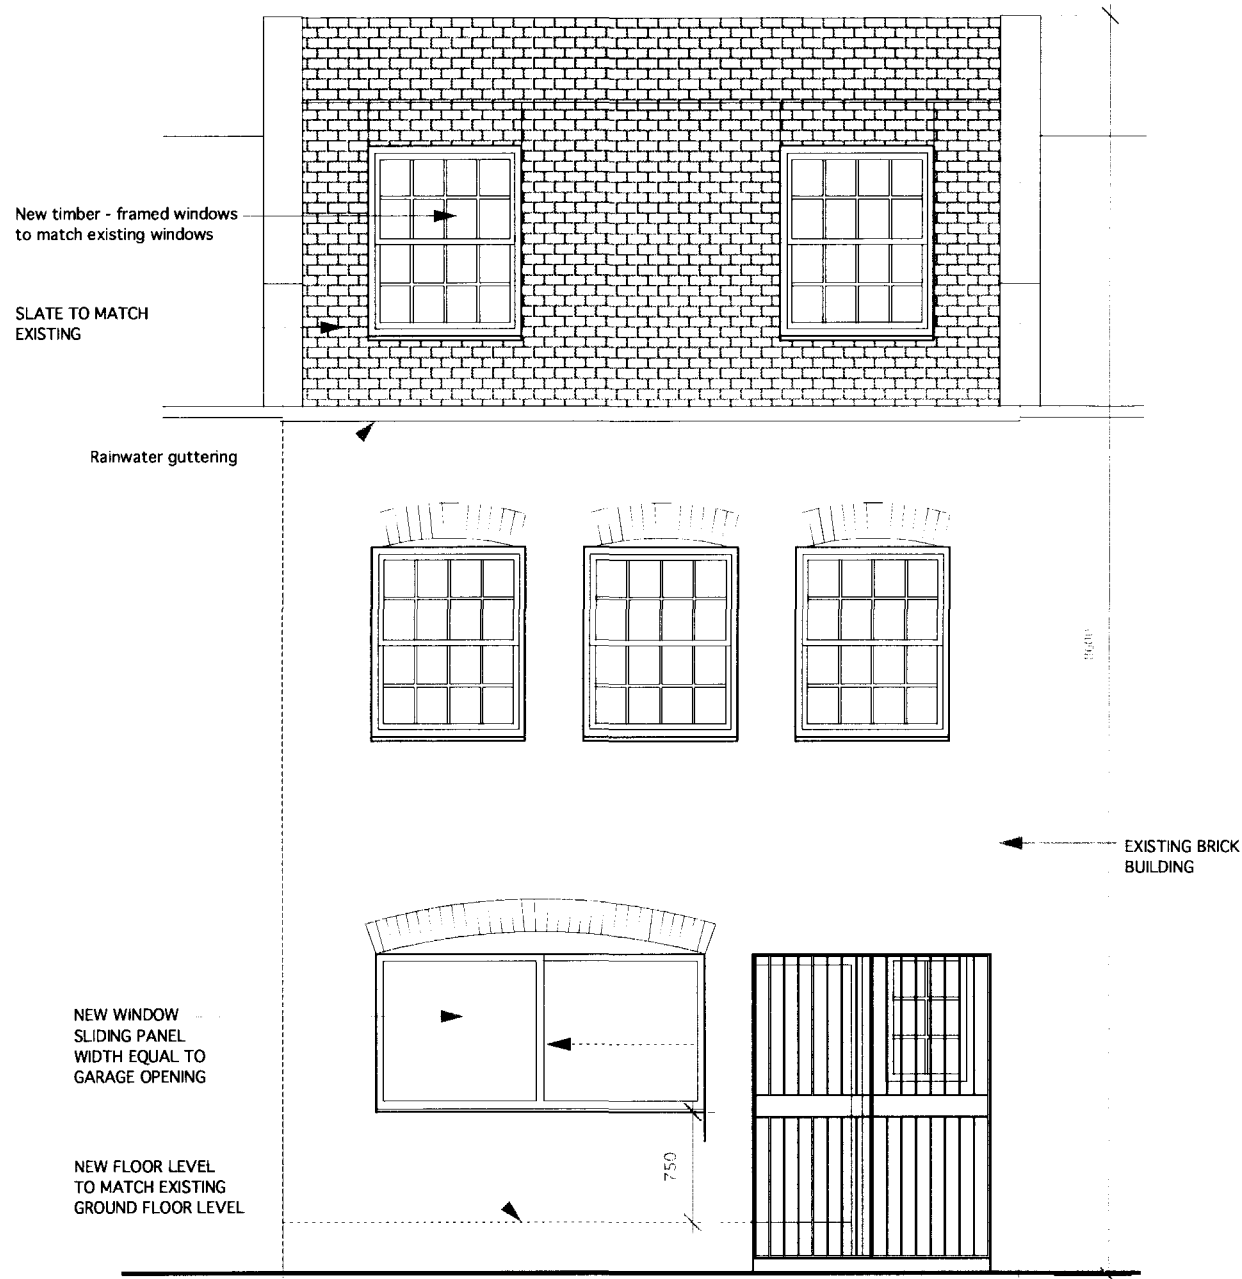 New timber - framed windows
to match existing windows
SLATE TO MATCH
EXISTING
Rainwater guttering
EXISTING BRICK
BUILDING
NEW WINDOW
SLIDING PANEL
WIDTH EQUAL TO
GARAGE OPENING
750
NEW FLOOR LEVEL
TO MATCH EXISTING
GROUND FLOOR LEVEL